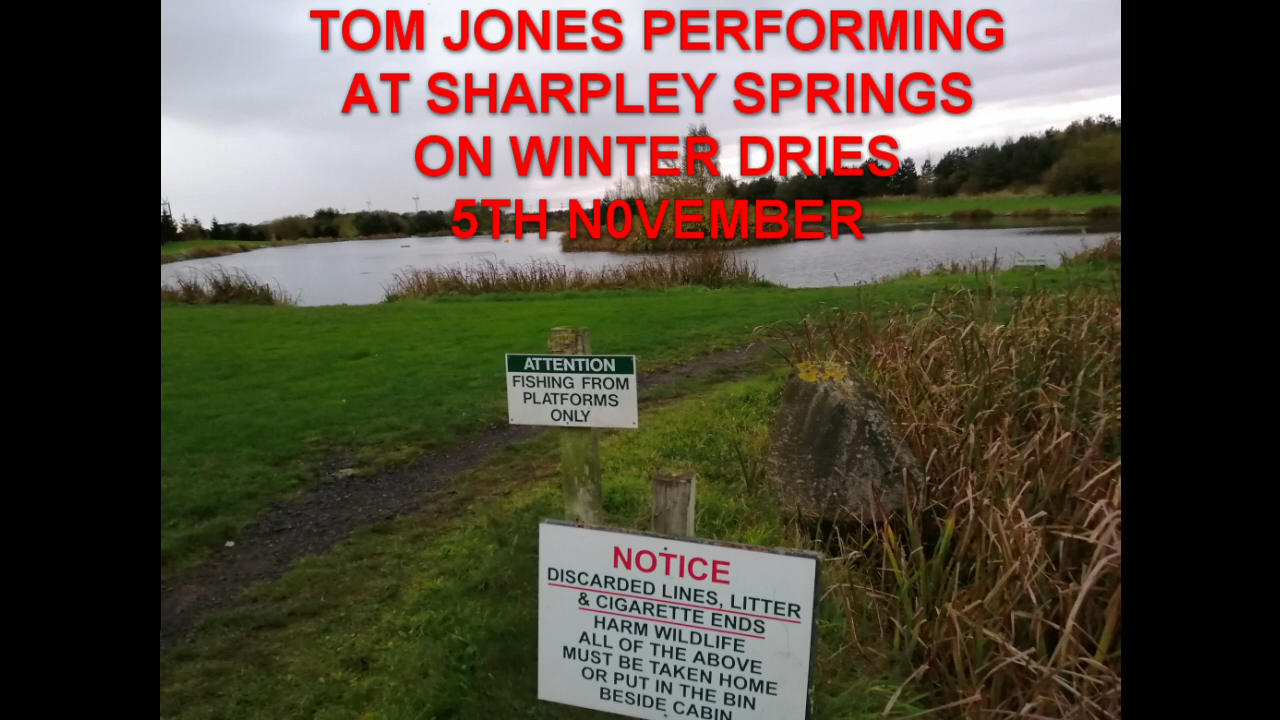 TOM JONES PERFORMING
AT SHARPLEY SPRINGS
ON WINTER DRIES
5TH N0VEMBER
ATTENTION
FISHING FROM
PLATFORMS
ONLY
NOTICE
DISCARDED LINES, LITTER
& CIGARETTE ENDS
HARM WILDLIFE
ALL OF THE ABOVE
MUST BE TAKEN HOME
OR PUT IN THE BIN
BESIDE CABIN